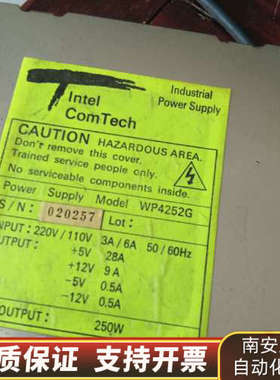 Intel
ComTech
Industrial
Power Supply
CAUTION HAZARDOUS AREA.
Don't remove this cover.
Trained service people only.
No serviceable components inside.
Power Supply Model WP4252G
S/N: 020257 Lot:
INPUT: 220V/110V 3A/6A 50/60Hz
OUTPUT: +5V 28A
+12V 9A
-5V 0.5A
-12V 0.5A
OUTPUT: 250W
质保证 支持开票
南安
自动化